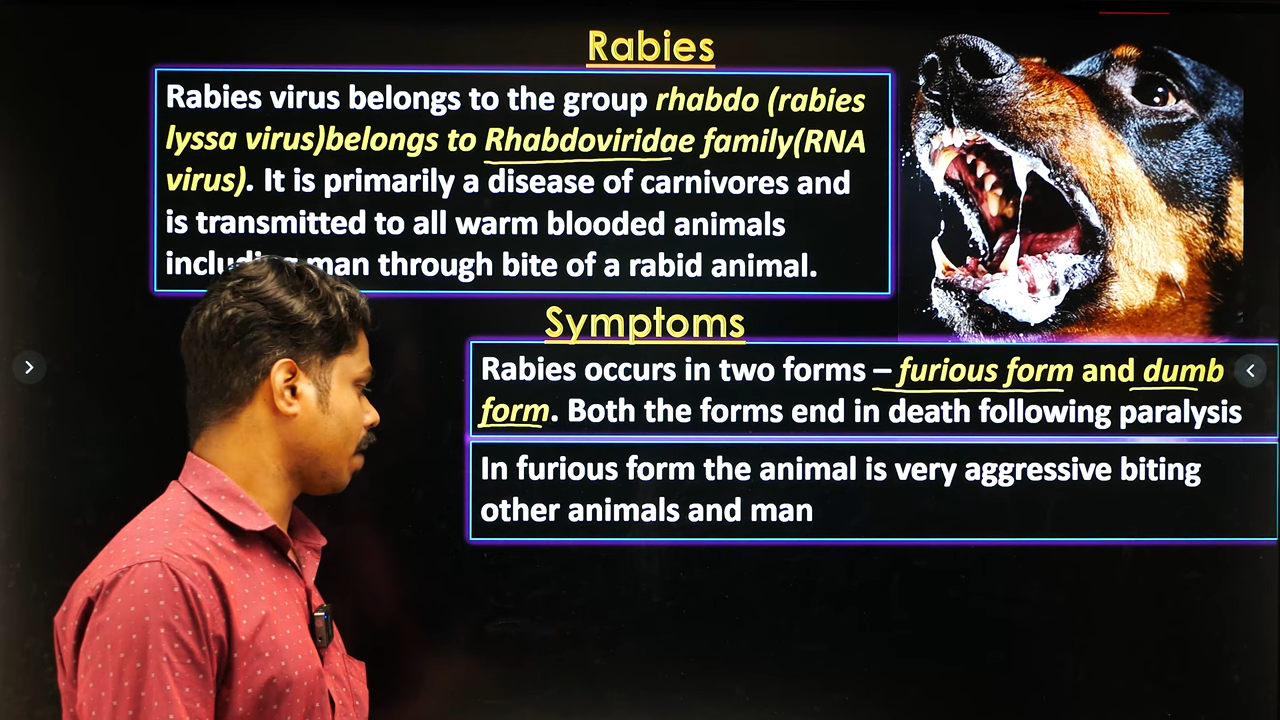 Rabies
Rabies virus belongs to the group rhabdo (rabies
lyssa virus)belongs to Rhabdoviridae family(RNA
virus). It is primarily a disease of carnivores and
is transmitted to all warm blooded animals
including man through bite of a rabid animal.
Symptoms
Rabies occurs in two forms – furious form and dumb
form. Both the forms end in death following paralysis
In furious form the animal is very aggressive biting
other animals and man